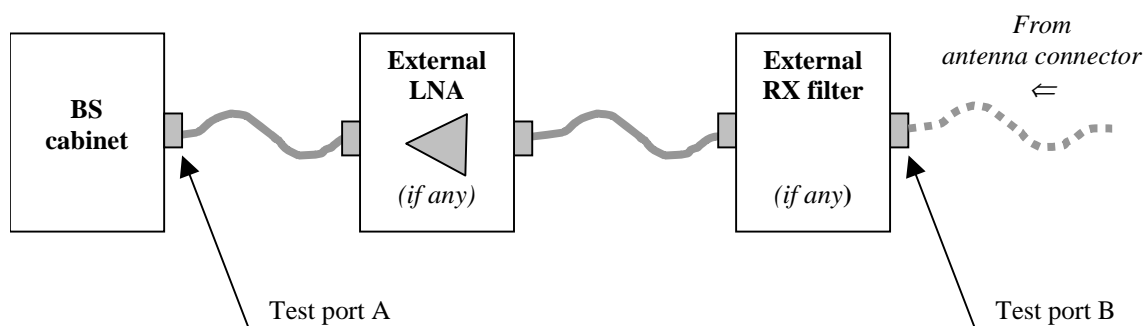 BS
cabinet
External
LNA
(if any)
External
RX filter
(if any)
From
antenna connector
⇐
Test port A
Test port B